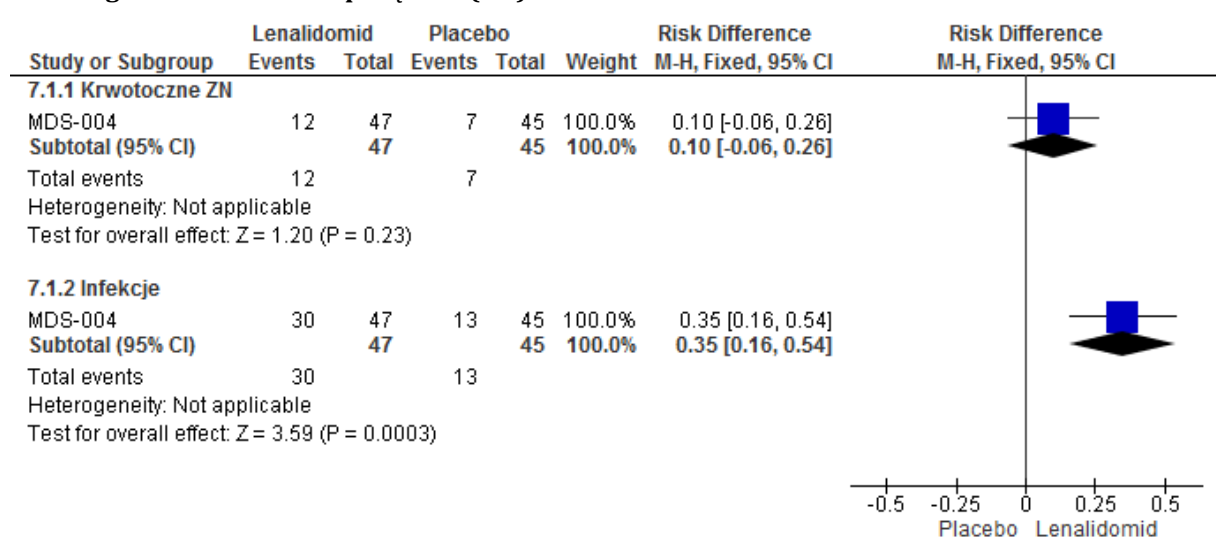 Lenalidomid Placebo Risk Difference Risk Difference
Study or Subgroup Events Total Events Total Weight M-H, Fixed, 95% CI M-H, Fixed, 95% CI
7.1.1 Krwotoczne ZN
MDS-004 12 47 7 45 100.0% 0.10 [-0.06, 0.26]
Subtotal (95% CI) 47 45 100.0% 0.10 [-0.06, 0.26]
Total events 12 7
Heterogeneity: Not applicable
Test for overall effect: Z = 1.20 (P = 0.23)
7.1.2 Infekcje
MDS-004 30 47 13 45 100.0% 0.35 [0.16, 0.54]
Subtotal (95% CI) 47 45 100.0% 0.35 [0.16, 0.54]
Total events 30 13
Heterogeneity: Not applicable
Test for overall effect: Z = 3.59 (P = 0.0003)
-0.5 -0.25 0 0.25 0.5
Placebo Lenalidomid